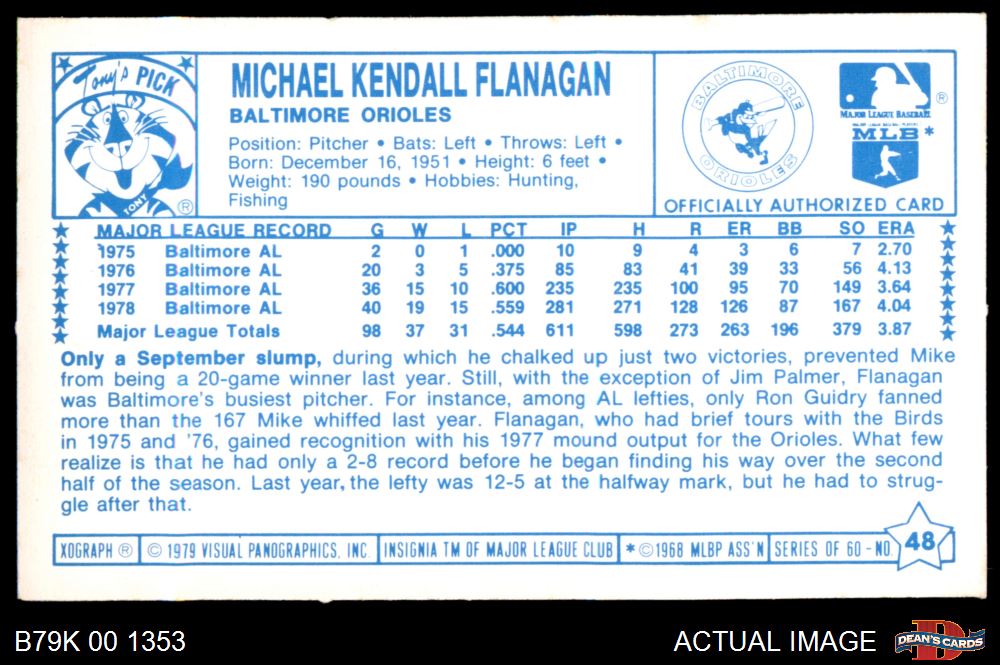 Tony's PICK
TONY
®
MICHAEL KENDALL FLANAGAN
BALTIMORE ORIOLES
Position: Pitcher • Bats: Left • Throws: Left •
Born: December 16, 1951 • Height: 6 feet •
Weight: 190 pounds • Hobbies: Hunting,
Fishing
BALTIMORE
ORIOLES
®
MAJOR LEAGUE BASEBALL
MLB *
OFFICIALLY AUTHORIZED CARD
MAJOR LEAGUE RECORD G W L PCT IP H R ER BB SO ERA
1975 Baltimore AL 2 0 1 .000 10 9 4 3 6 7 2.70
1976 Baltimore AL 20 3 5 .375 85 83 41 39 33 56 4.13
1977 Baltimore AL 36 15 10 .600 235 235 100 95 70 149 3.64
1978 Baltimore AL 40 19 15 .559 281 271 128 126 87 167 4.04
Major League Totals 98 37 31 .544 611 598 273 263 196 379 3.87
Only a September slump, during which he chalked up just two victories, prevented Mike
from being a 20-game winner last year. Still, with the exception of Jim Palmer, Flanagan
was Baltimore's busiest pitcher. For instance, among AL lefties, only Ron Guidry fanned
more than the 167 Mike whiffed last year. Flanagan, who had brief tours with the Birds
in 1975 and '76, gained recognition with his 1977 mound output for the Orioles. What few
realize is that he had only a 2-8 record before he began finding his way over the second
half of the season. Last year, the lefty was 12-5 at the halfway mark, but he had to strug-
gle after that.
XOGRAPH ® © 1979 VISUAL PANOGRAPHICS, INC. INSIGNIA TM OF MAJOR LEAGUE CLUB * © 1968 MLBP ASS'N SERIES OF 60 - NO. 48
B79K 00 1353
ACTUAL IMAGE
DEAN'S CARDS